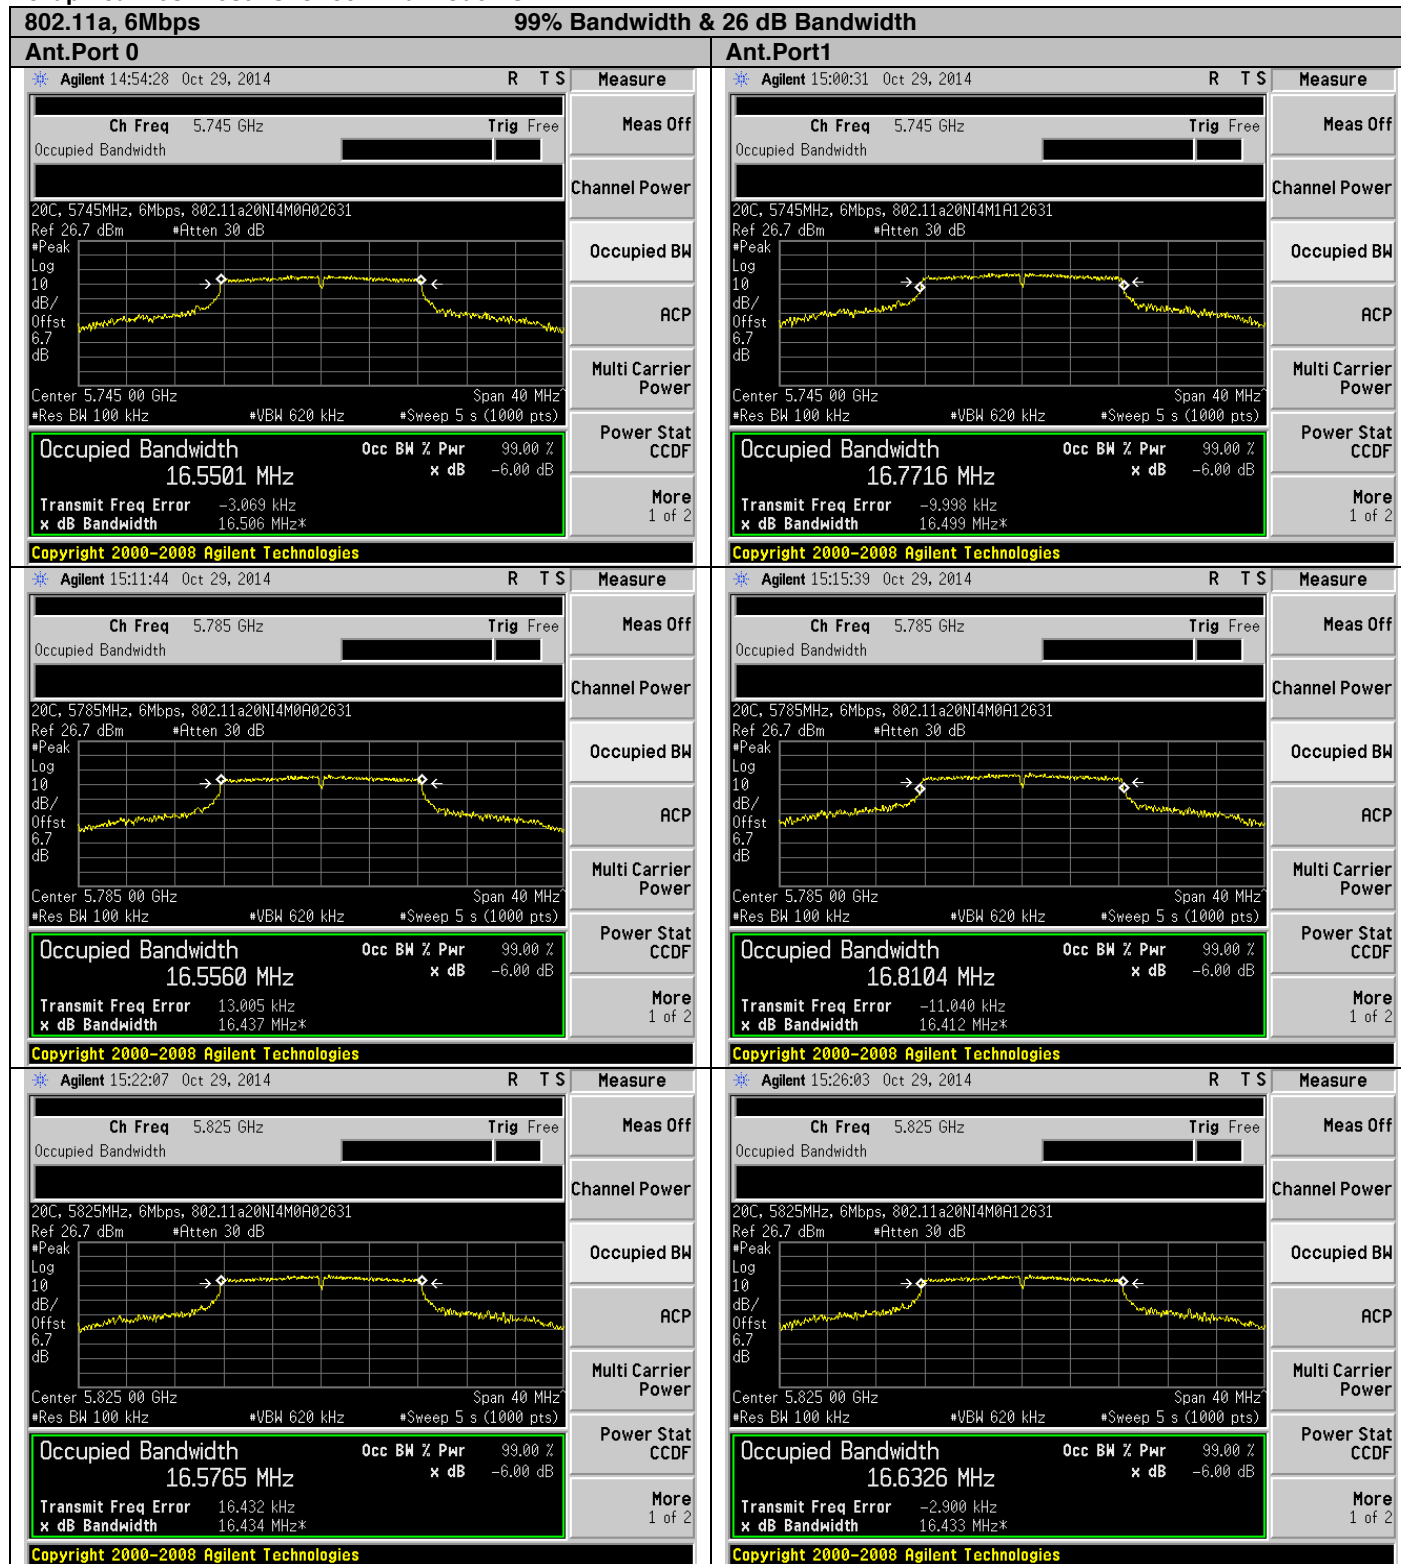 802.11a, 6Mbps 99% Bandwidth & 26 dB Bandwidth
Ant.Port 0 Ant.Port1
Agilent 14:54:28 Oct 29, 2014 R T S Measure
Ch Freq 5.745 GHz Trig Free
Occupied Bandwidth
Meas Off
Channel Power
Occupied BW
ACP
Multi Carrier
Power
Power Stat
CCDF
More
1 of 2
20C, 5745MHz, 6Mbps, 802.11a20NI4M0A02631
Ref 26.7 dBm #Atten 30 dB
#Peak
Log
10
dB/
Offst
6.7
dB
Center 5.745 00 GHz Span 40 MHz^
#Res BW 100 kHz #VBW 620 kHz #Sweep 5 s (1000 pts)
Occupied Bandwidth Occ BW % Pwr 99.00 %
16.5501 MHz x dB -6.00 dB
Transmit Freq Error -3.069 kHz
x dB Bandwidth 16.506 MHz*
Copyright 2000-2008 Agilent Technologies
Agilent 15:00:31 Oct 29, 2014 R T S Measure
Ch Freq 5.745 GHz Trig Free
Occupied Bandwidth
Meas Off
Channel Power
Occupied BW
ACP
Multi Carrier
Power
Power Stat
CCDF
More
1 of 2
20C, 5745MHz, 6Mbps, 802.11a20NI4M1A12631
Ref 26.7 dBm #Atten 30 dB
#Peak
Log
10
dB/
Offst
6.7
dB
Center 5.745 00 GHz Span 40 MHz^
#Res BW 100 kHz #VBW 620 kHz #Sweep 5 s (1000 pts)
Occupied Bandwidth Occ BW % Pwr 99.00 %
16.7716 MHz x dB -6.00 dB
Transmit Freq Error -9.998 kHz
x dB Bandwidth 16.499 MHz*
Copyright 2000-2008 Agilent Technologies
Agilent 15:11:44 Oct 29, 2014 R T S Measure
Ch Freq 5.785 GHz Trig Free
Occupied Bandwidth
Meas Off
Channel Power
Occupied BW
ACP
Multi Carrier
Power
Power Stat
CCDF
More
1 of 2
20C, 5785MHz, 6Mbps, 802.11a20NI4M0A02631
Ref 26.7 dBm #Atten 30 dB
#Peak
Log
10
dB/
Offst
6.7
dB
Center 5.785 00 GHz Span 40 MHz^
#Res BW 100 kHz #VBW 620 kHz #Sweep 5 s (1000 pts)
Occupied Bandwidth Occ BW % Pwr 99.00 %
16.5560 MHz x dB -6.00 dB
Transmit Freq Error 13.005 kHz
x dB Bandwidth 16.437 MHz*
Copyright 2000-2008 Agilent Technologies
Agilent 15:15:39 Oct 29, 2014 R T S Measure
Ch Freq 5.785 GHz Trig Free
Occupied Bandwidth
Meas Off
Channel Power
Occupied BW
ACP
Multi Carrier
Power
Power Stat
CCDF
More
1 of 2
20C, 5785MHz, 6Mbps, 802.11a20NI4M0A12631
Ref 26.7 dBm #Atten 30 dB
#Peak
Log
10
dB/
Offst
6.7
dB
Center 5.785 00 GHz Span 40 MHz^
#Res BW 100 kHz #VBW 620 kHz #Sweep 5 s (1000 pts)
Occupied Bandwidth Occ BW % Pwr 99.00 %
16.8104 MHz x dB -6.00 dB
Transmit Freq Error -11.040 kHz
x dB Bandwidth 16.412 MHz*
Copyright 2000-2008 Agilent Technologies
Agilent 15:22:07 Oct 29, 2014 R T S Measure
Ch Freq 5.825 GHz Trig Free
Occupied Bandwidth
Meas Off
Channel Power
Occupied BW
ACP
Multi Carrier
Power
Power Stat
CCDF
More
1 of 2
20C, 5825MHz, 6Mbps, 802.11a20NI4M0A02631
Ref 26.7 dBm #Atten 30 dB
#Peak
Log
10
dB/
Offst
6.7
dB
Center 5.825 00 GHz Span 40 MHz^
#Res BW 100 kHz #VBW 620 kHz #Sweep 5 s (1000 pts)
Occupied Bandwidth Occ BW % Pwr 99.00 %
16.5765 MHz x dB -6.00 dB
Transmit Freq Error 16.432 kHz
x dB Bandwidth 16.434 MHz*
Copyright 2000-2008 Agilent Technologies
Agilent 15:26:03 Oct 29, 2014 R T S Measure
Ch Freq 5.825 GHz Trig Free
Occupied Bandwidth
Meas Off
Channel Power
Occupied BW
ACP
Multi Carrier
Power
Power Stat
CCDF
More
1 of 2
20C, 5825MHz, 6Mbps, 802.11a20NI4M0A12631
Ref 26.7 dBm #Atten 30 dB
#Peak
Log
10
dB/
Offst
6.7
dB
Center 5.825 00 GHz Span 40 MHz^
#Res BW 100 kHz #VBW 620 kHz #Sweep 5 s (1000 pts)
Occupied Bandwidth Occ BW % Pwr 99.00 %
16.6326 MHz x dB -6.00 dB
Transmit Freq Error -2.900 kHz
x dB Bandwidth 16.433 MHz*
Copyright 2000-2008 Agilent Technologies